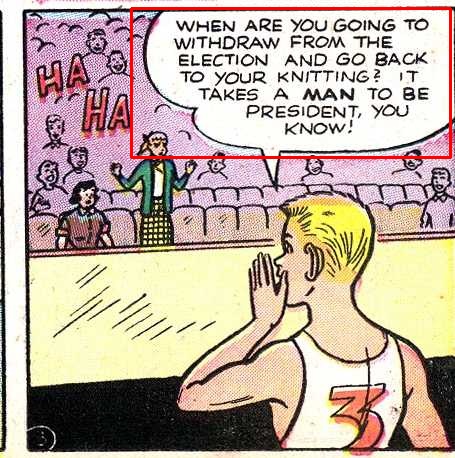 WHEN ARE YOU GOING TO
WITHDRAW FROM THE
ELECTION AND GO BACK
TO YOUR KNITTING? IT
TAKES A MAN TO BE
PRESIDENT, YOU
KNOW!
HA
HA
3
3